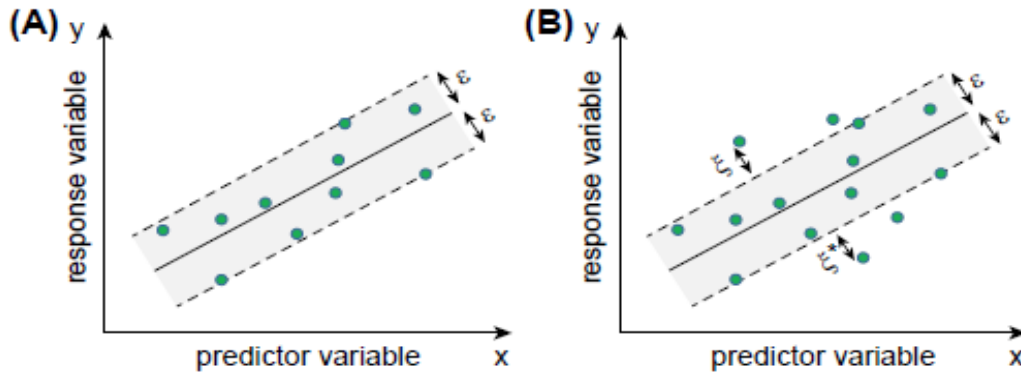 (A) y
response variable
ε
ε
predictor variable x
(B) y
response variable
ε
ε
ξ
ξ*
predictor variable x